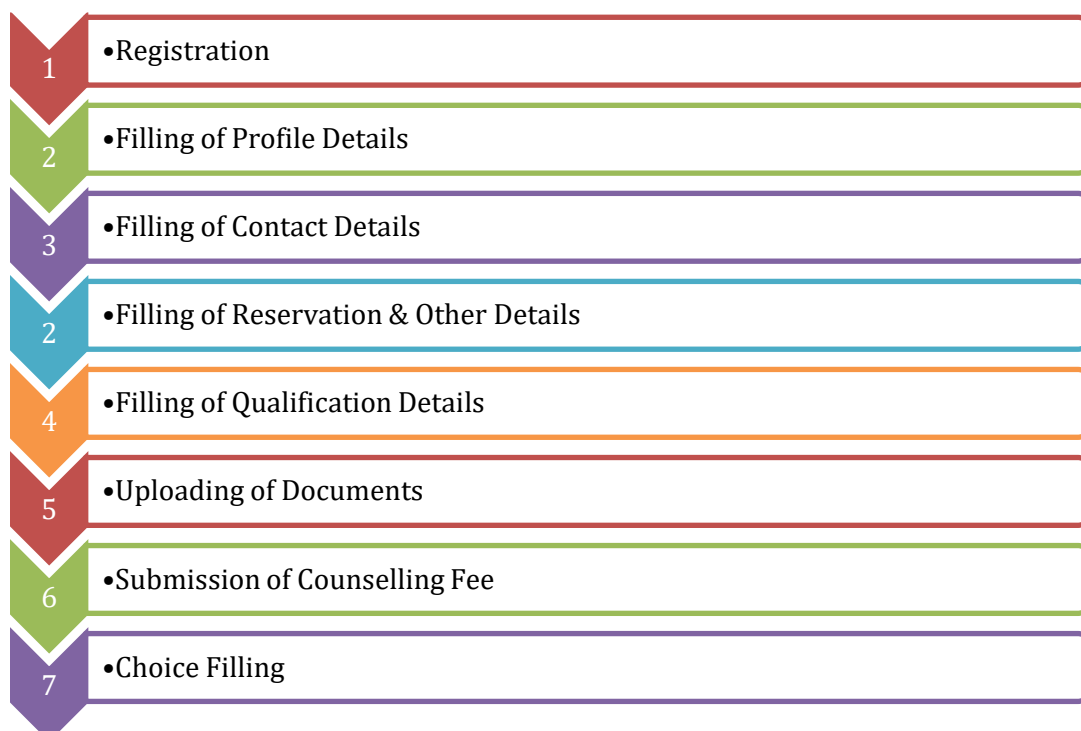 1
•Registration
2
•Filling of Profile Details
3
•Filling of Contact Details
2
•Filling of Reservation & Other Details
4
•Filling of Qualification Details
5
•Uploading of Documents
6
•Submission of Counselling Fee
7
•Choice Filling